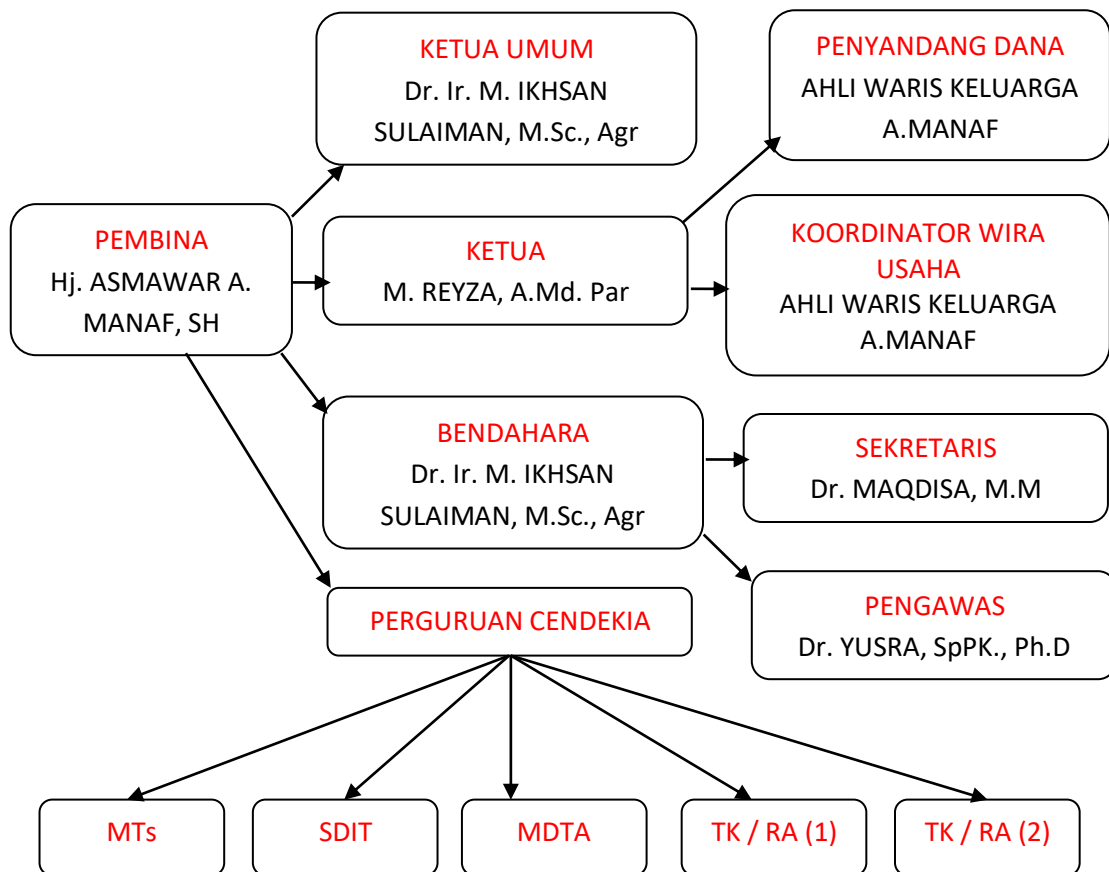 KETUA UMUM
Dr. Ir. M. IKHSAN
SULAIMAN, M.Sc., Agr
PENYANDANG DANA
AHLI WARIS KELUARGA
A.MANAF
PEMBINA
Hj. ASMAWAR A.
MANAF, SH
KETUA
M. REYZA, A.Md. Par
KOORDINATOR WIRA
USAHA
AHLI WARIS KELUARGA
A.MANAF
BENDAHARA
Dr. Ir. M. IKHSAN
SULAIMAN, M.Sc., Agr
SEKRETARIS
Dr. MAQDISA, M.M
PERGURUAN CENDEKIA
PENGAWAS
Dr. YUSRA, SpPK., Ph.D
MTs
SDIT
MDTA
TK / RA (1)
TK / RA (2)